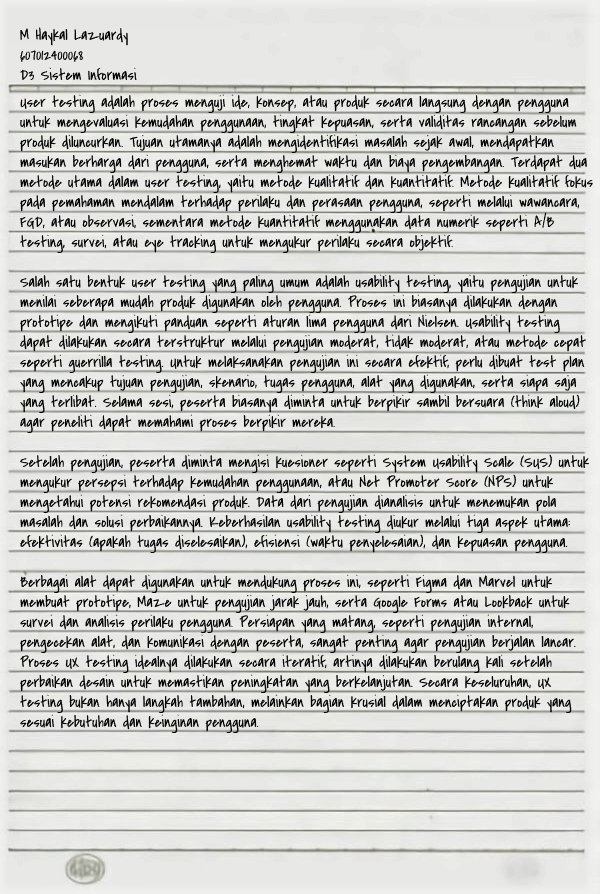 M Haykal Lazuardy
607012400068
D3 Sistem Informasi
User testing adalah proses menguji ide, konsep, atau produk secara langsung dengan pengguna
untuk mengevaluasi kemudahan penggunaan, tingkat kepuasan, serta validitas rancangan sebelum
produk diluncurkan. Tujuan utamanya adalah mengidentifikasi masalah sejak awal, mendapatkan
masukan berharga dari pengguna, serta menghemat waktu dan biaya pengembangan. Terdapat dua
metode utama dalam user testing, yaitu metode kualitatif dan kuantitatif. Metode kualitatif fokus
pada pemahaman mendalam terhadap perilaku dan perasaan pengguna, seperti melalui wawancara,
FGD, atau observasi, sementara metode kuantitatif menggunakan data numerik seperti A/B
testing, survei, atau eye tracking untuk mengukur perilaku secara objektif.
Salah satu bentuk user testing yang paling umum adalah usability testing, yaitu pengujian untuk
menilai seberapa mudah produk digunakan oleh pengguna. Proses ini biasanya dilakukan dengan
prototipe dan mengikuti panduan seperti aturan lima pengguna dari Nielsen. Usability testing
dapat dilakukan secara terstruktur melalui pengujian moderat, tidak moderat, atau metode cepat
seperti guerrilla testing. Untuk melaksanakan pengujian ini secara efektif, perlu dibuat test plan
yang mencakup tujuan pengujian, skenario, tugas pengguna, alat yang digunakan, serta siapa saja
yang terlibat. Selama sesi, peserta biasanya diminta untuk berpikir sambil bersuara (think aloud)
agar peneliti dapat memahami proses berpikir mereka.
Setelah pengujian, peserta diminta mengisi kuesioner seperti System Usability Scale (SUS) untuk
mengukur persepsi terhadap kemudahan penggunaan, atau Net Promoter Score (NPS) untuk
mengetahui potensi rekomendasi produk. Data dari pengujian dianalisis untuk menemukan pola
masalah dan solusi perbaikannya. Keberhasilan usability testing diukur melalui tiga aspek utama:
efektivitas (apakah tugas diselesaikan), efisiensi (waktu penyelesaian), dan kepuasan pengguna.
Berbagai alat dapat digunakan untuk mendukung proses ini, seperti Figma dan Marvel untuk
membuat prototipe, Maze untuk pengujian jarak jauh, serta Google Forms atau Lookback untuk
survei dan analisis perilaku pengguna. Persiapan yang matang, seperti pengujian internal,
pengecekan alat, dan komunikasi dengan peserta, sangat penting agar pengujian berjalan lancar.
Proses UX testing idealnya dilakukan secara iteratif, artinya dilakukan berulang kali setelah
perbaikan desain untuk memastikan peningkatan yang berkelanjutan. Secara keseluruhan, UX
testing bukan hanya langkah tambahan, melainkan bagian krusial dalam menciptakan produk yang
sesuai kebutuhan dan keinginan pengguna.